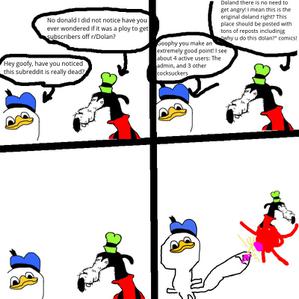 No donald I did not notice have you
ever wondered if it was a ploy to get
subscribers off r/Dolan?
Hey goofy, have you noticed
this subreddit is really dead?
Doland there is no need to
get angry! I mean this is the
original doland right? This
place should be posted with
tons of reposts including
"why u do this dolan?" comics!
Goophy you make an
extremely good point! I see
about 4 active users: The
admin, and 3 other
cocksuckers